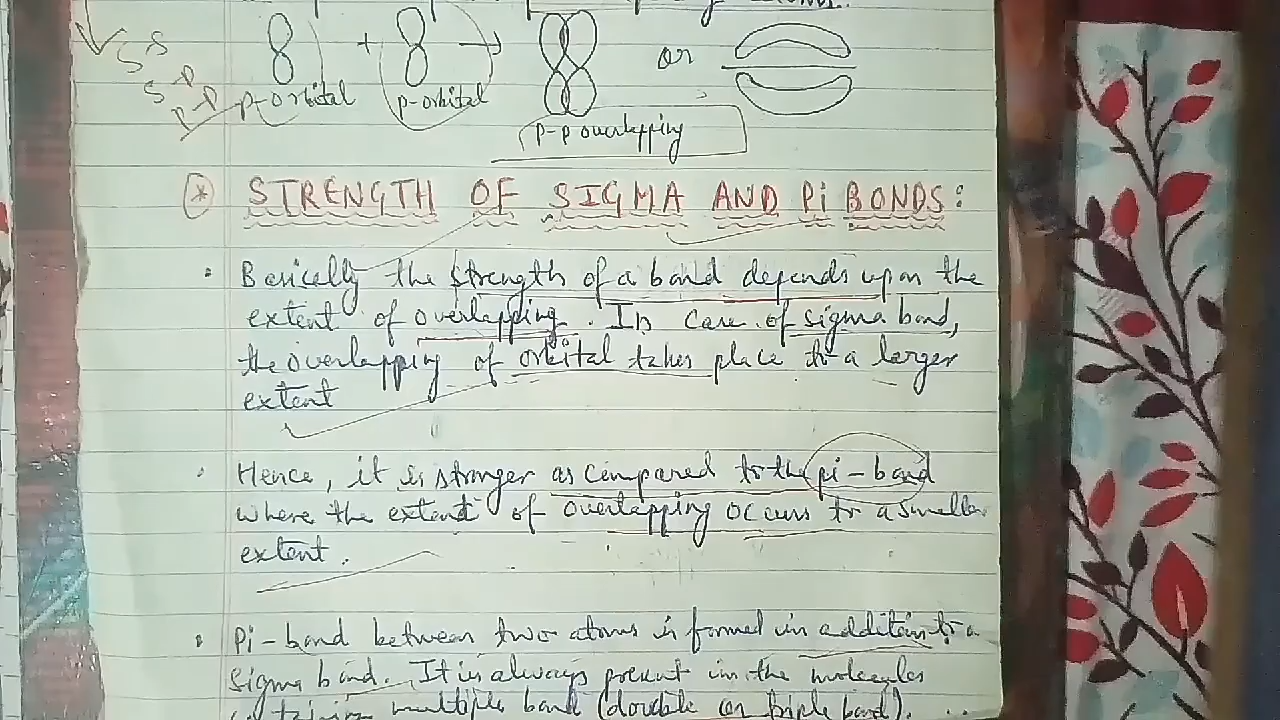 SS
S-P
P-P
p-orbital + p-orbital → or
p-p overlapping
* STRENGTH OF SIGMA AND Pi BONDS:
• Basically the strength of a bond depends upon the
extent of overlapping. In case of sigma bond,
the overlapping of orbital takes place to a larger
extent
• Hence, it is stronger as compared to the pi-bond
where the extent of overlapping occurs to a smaller
extent.
• Pi-bond between two atoms is formed in addition to a
sigma bond. It is always present in the molecules
multiple bond (double or triple bond).